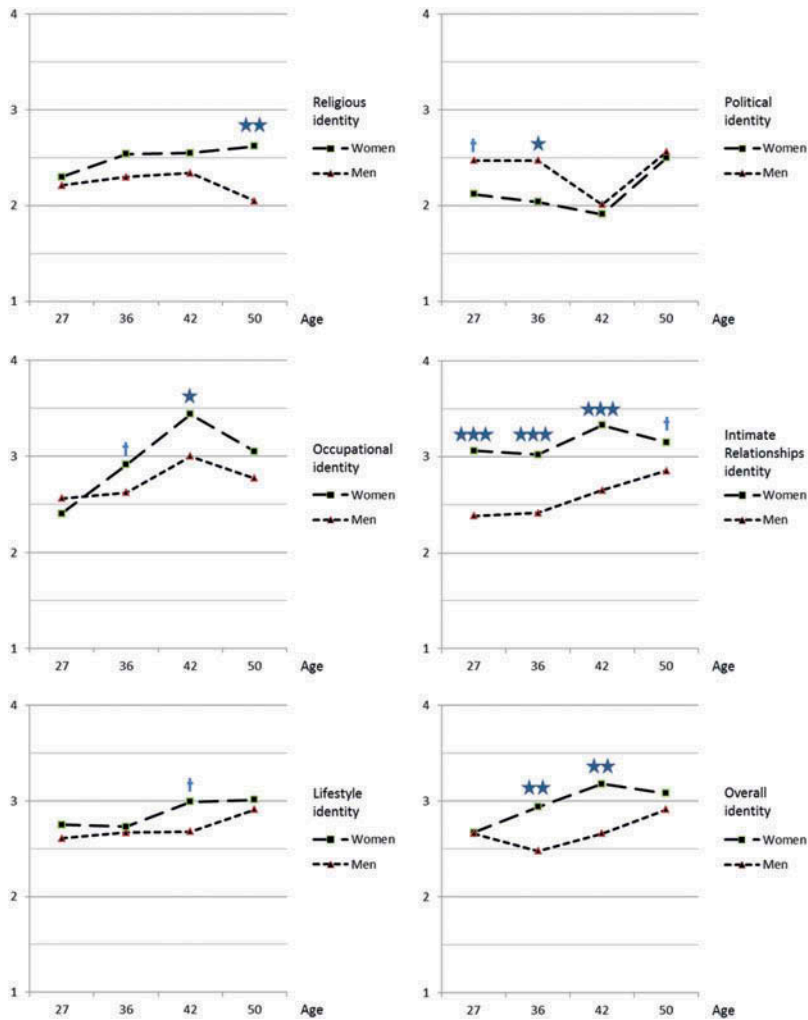 4
3
2
1
27 36 42 50 Age
Religious
identity
Women
Men
4
3
2
1
27 36 42 50 Age
Political
identity
†
Women
Men
4
3
2
1
27 36 42 50 Age
Occupational
identity
†
Women
Men
4
3
2
1
27 36 42 50 Age
Intimate
Relationships
identity
†
Women
Men
4
3
2
1
27 36 42 50 Age
Lifestyle
identity
†
Women
Men
4
3
2
1
27 36 42 50 Age
Overall
identity
Women
Men